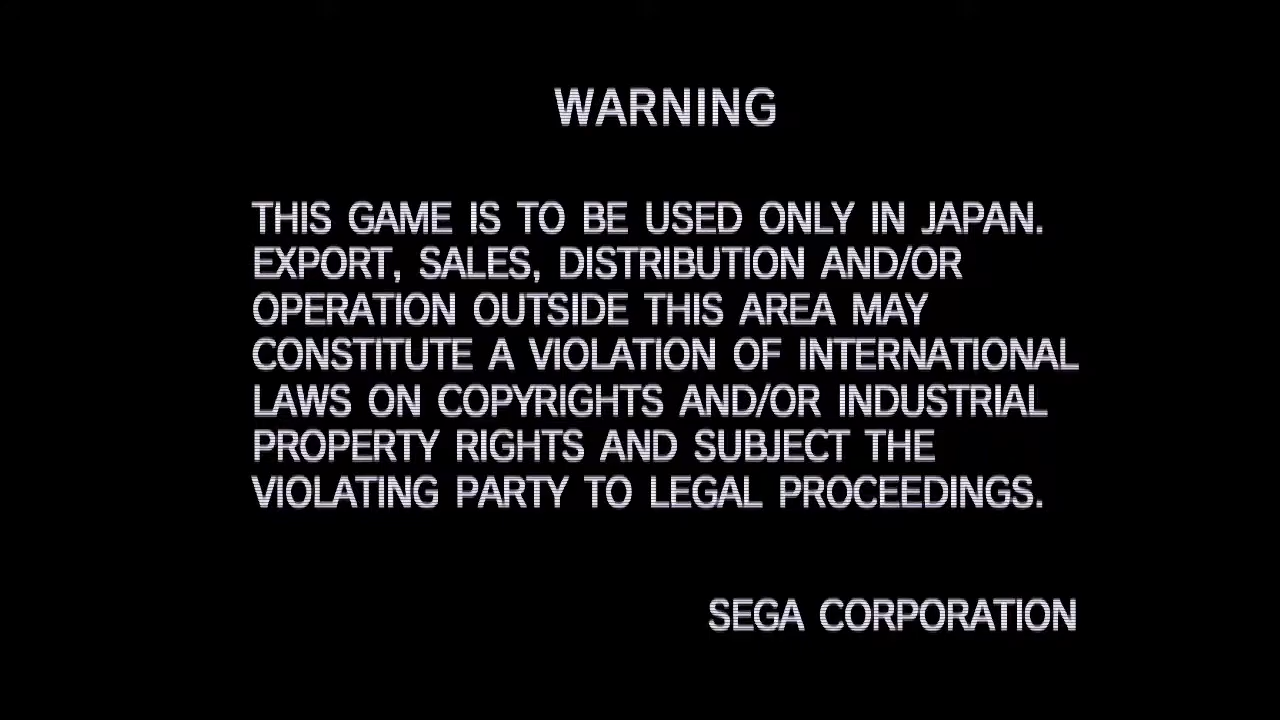 WARNING
THIS GAME IS TO BE USED ONLY IN JAPAN.
EXPORT, SALES, DISTRIBUTION AND/OR
OPERATION OUTSIDE THIS AREA MAY
CONSTITUTE A VIOLATION OF INTERNATIONAL
LAWS ON COPYRIGHTS AND/OR INDUSTRIAL
PROPERTY RIGHTS AND SUBJECT THE
VIOLATING PARTY TO LEGAL PROCEEDINGS.
SEGA CORPORATION